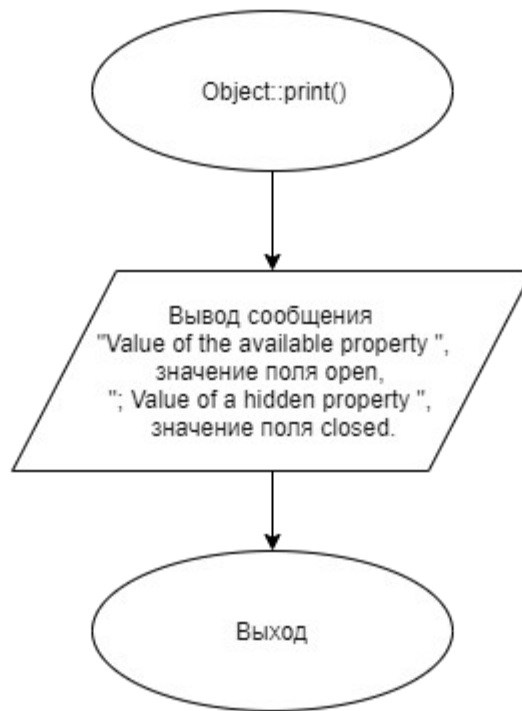 Object::print()
Вывод сообщения
"Value of the available property ",
значение поля open,
"; Value of a hidden property ",
значение поля closed.
Выход